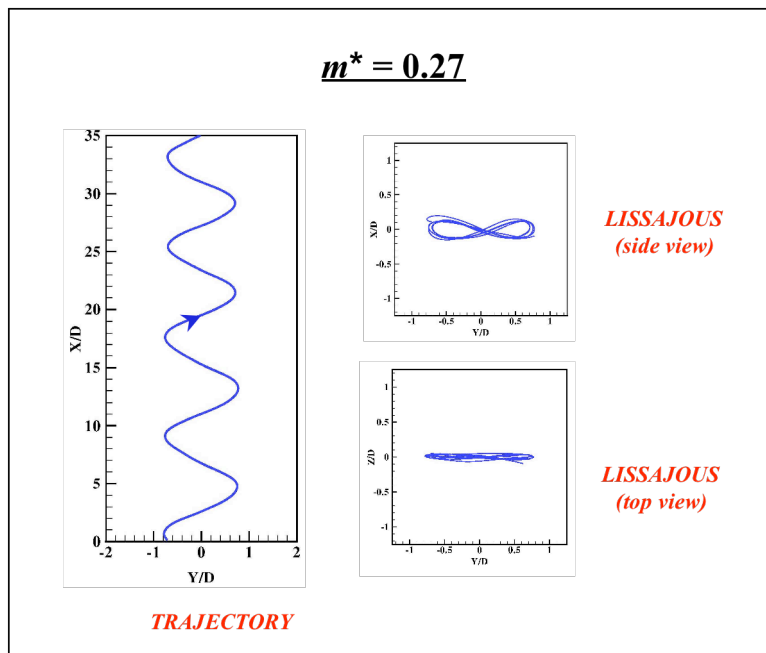 m* = 0.27
35
30
25
20
15
10
5
0
X/D
-2
-1
0
1
2
Y/D
TRAJECTORY
1
0.5
0
-0.5
-1
X/D
-1
-0.5
0
0.5
1
Y/D
LISSAJOUS
(side view)
1
0.5
0
-0.5
-1
Z/D
-1
-0.5
0
0.5
1
Y/D
LISSAJOUS
(top view)